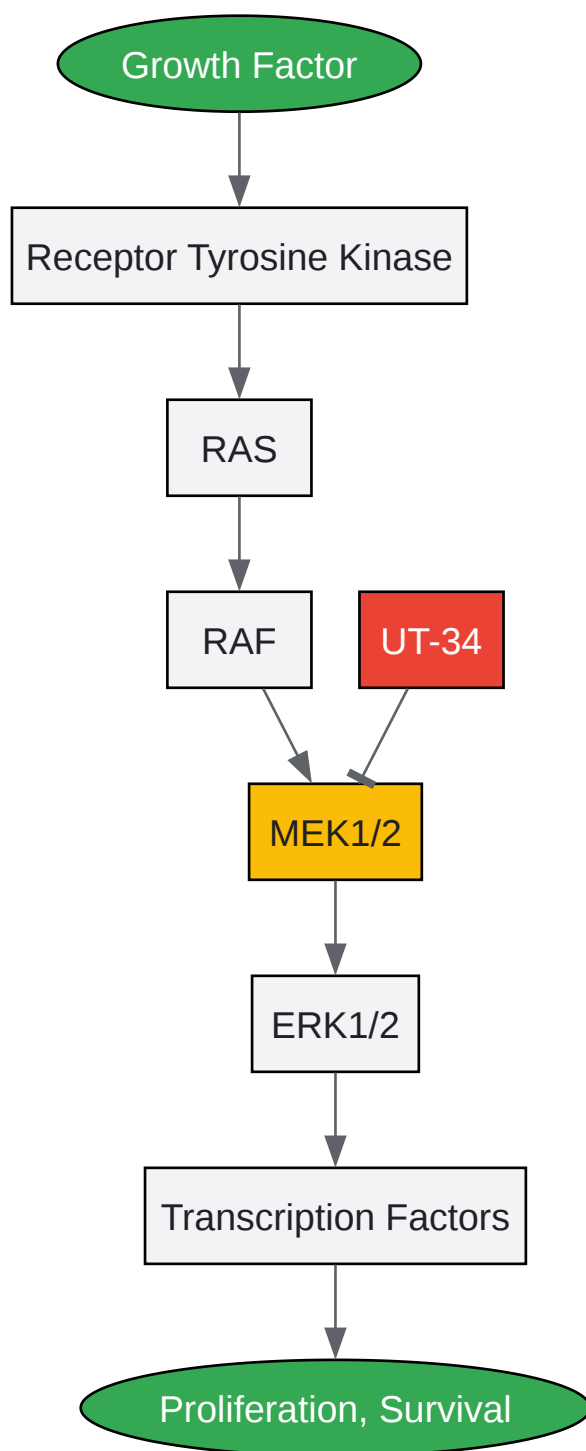 Growth Factor
Receptor Tyrosine Kinase
RAS
RAF
UT-34
MEK1/2
ERK1/2
Transcription Factors
Proliferation, Survival